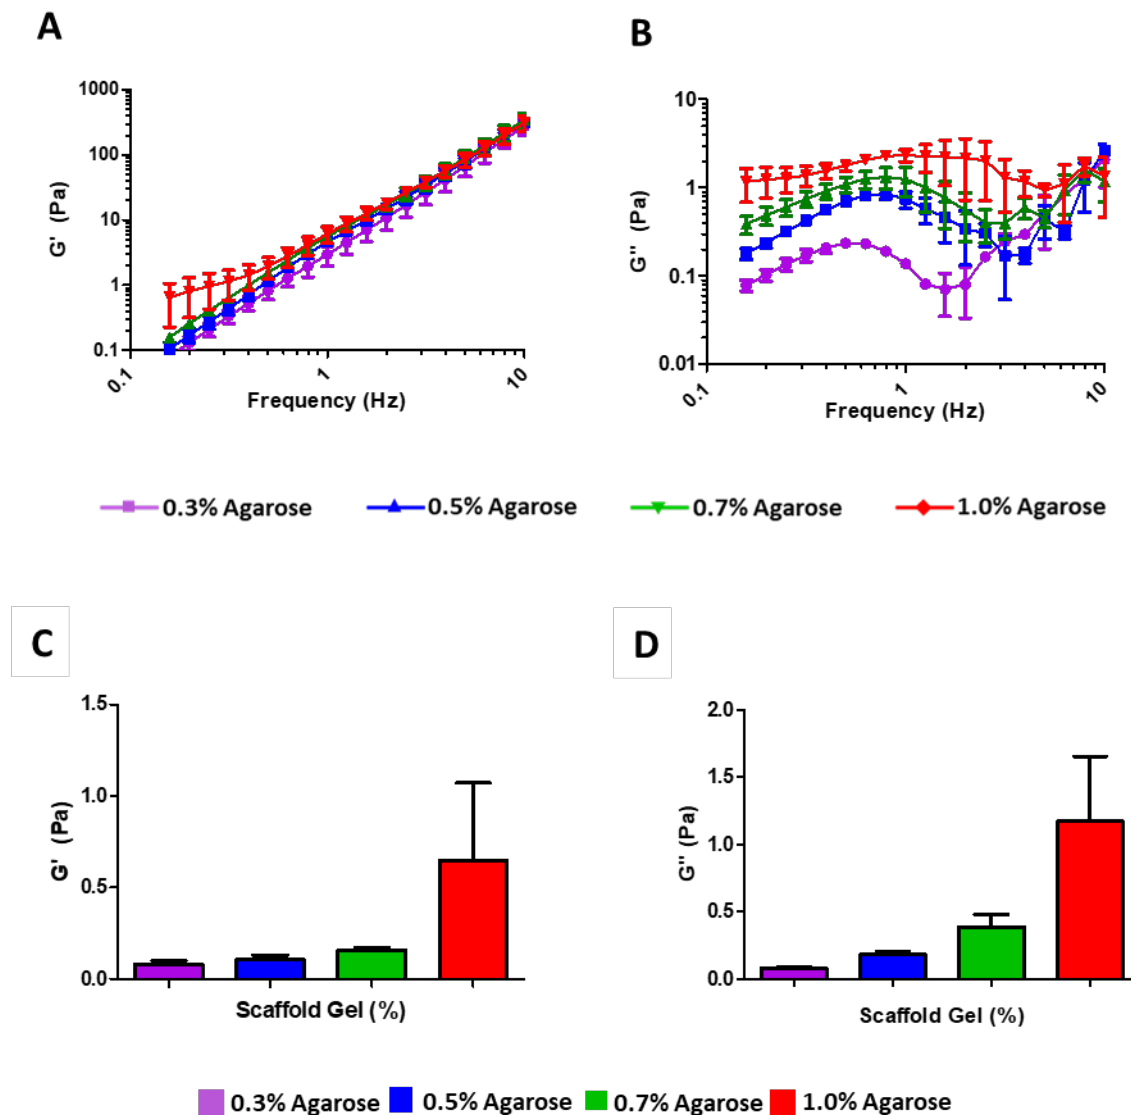 A
B
1000
100
10
1
0.1
G' (Pa)
0.1
1
10
Frequency (Hz)
10
1
0.1
0.01
G'' (Pa)
0.1
1
10
Frequency (Hz)
0.3% Agarose
0.5% Agarose
0.7% Agarose
1.0% Agarose
C
D
1.5
1.0
0.5
0.0
G' (Pa)
Scaffold Gel (%)
2.0
1.5
1.0
0.5
0.0
G'' (Pa)
Scaffold Gel (%)
0.3% Agarose
0.5% Agarose
0.7% Agarose
1.0% Agarose